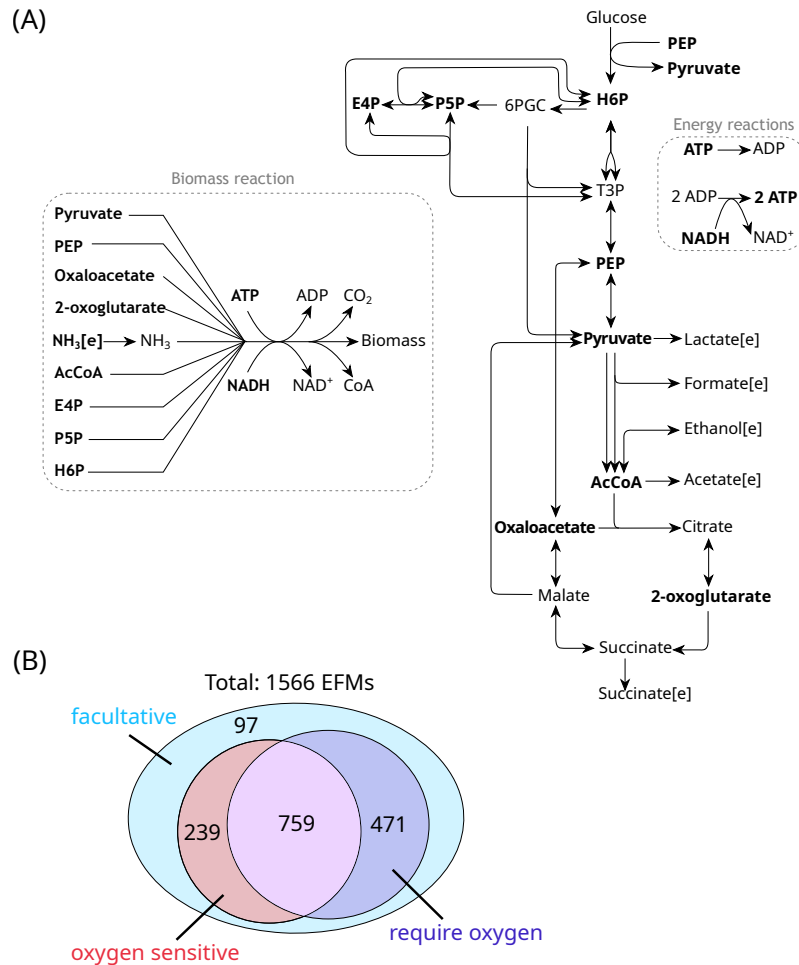 (A)
Glucose
PEP
Pyruvate
E4P
P5P
6PGC
H6P
Energy reactions
ATP
ADP
2 ADP
2 ATP
NADH
NAD⁺
T3P
PEP
Biomass reaction
Pyruvate
PEP
Oxaloacetate
2-oxoglutarate
NH₃[e]
NH₃
AcCoA
E4P
P5P
H6P
ATP
ADP
CO₂
Biomass
NADH
NAD⁺
CoA
Pyruvate
Lactate[e]
Formate[e]
Ethanol[e]
AcCoA
Acetate[e]
Oxaloacetate
Citrate
Malate
2-oxoglutarate
Succinate
Succinate[e]
(B)
Total: 1566 EFMs
facultative
97
239
759
471
require oxygen
oxygen sensitive